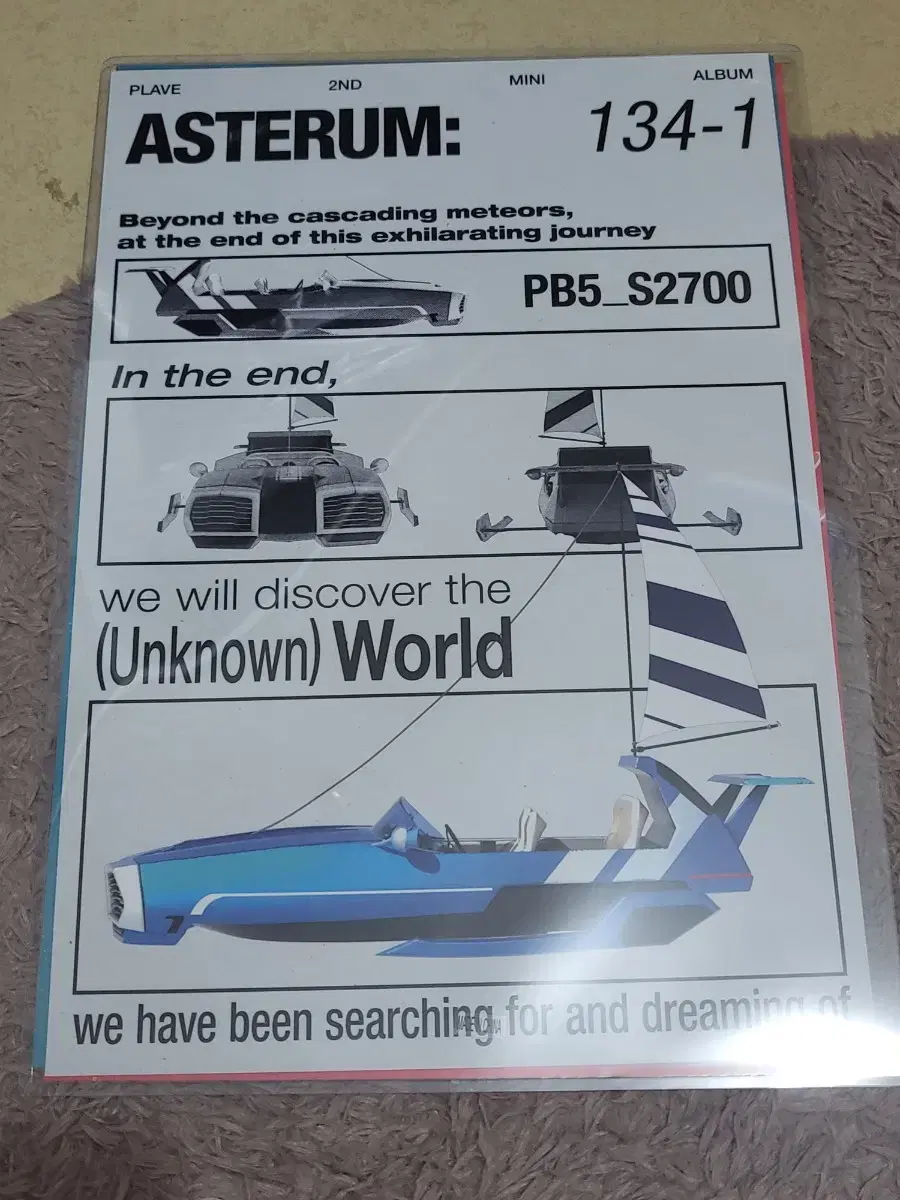 PLAVE 2ND MINI ALBUM
ASTERUM: 134-1
Beyond the cascading meteors,
at the end of this exhilarating journey
PB5_S2700
In the end,
we will discover the
(Unknown) World
7
we have been searching for and dreaming of